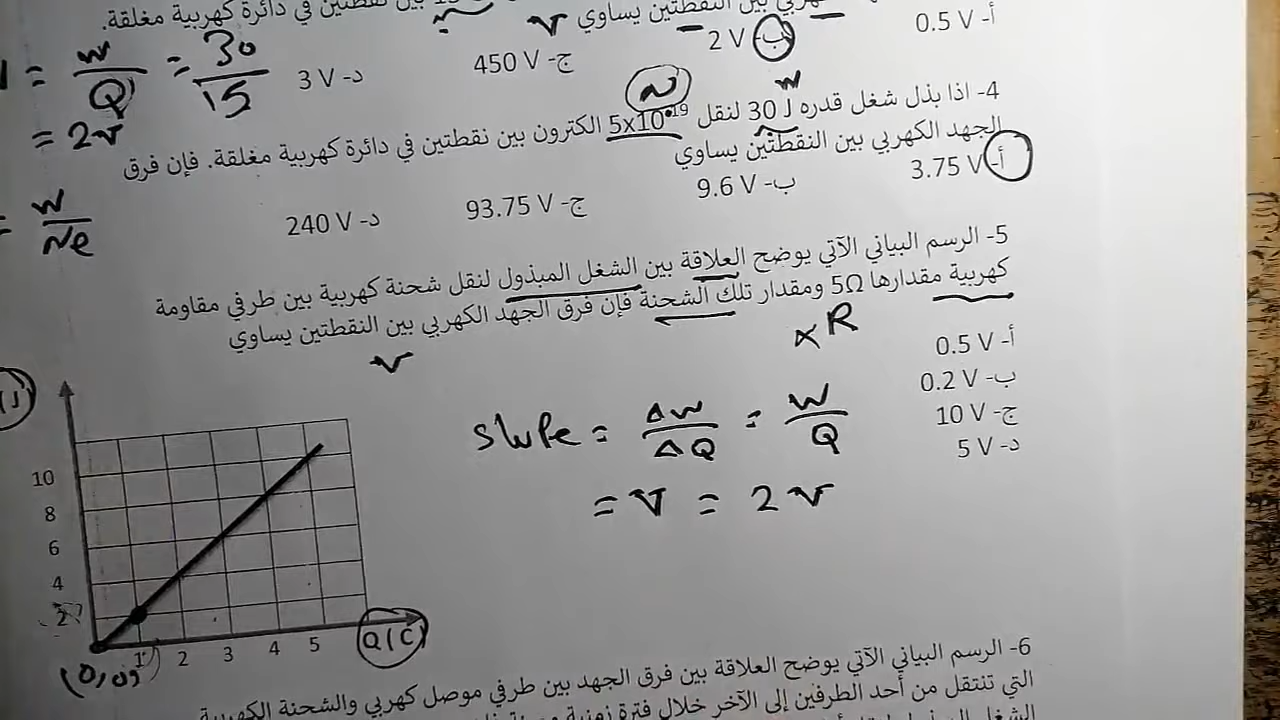 بين النقطتين يساوي V
نقطتين في دائرة كهربية مغلقة.
أ- 0.5 V
ب- 2 V
ج- 450 V
د- 3 V
= W/Q = 30/15
= 2v
4- اذا بذل شغل قدره 30 J لنقل 5x10¹⁹ الكترون بين نقطتين في دائرة كهربية مغلقة. فإن فرق
W
N
الجهد الكهربي بين النقطتين يساوي
أ- 3.75 V
ب- 9.6 V
ج- 93.75 V
د- 240 V
= W/Ne
5- الرسم البياني الآتي يوضح العلاقة بين الشغل المبذول لنقل شحنة كهربية بين طرفي مقاومة
كهربية مقدارها 5Ω ومقدار تلك الشحنة فإن فرق الجهد الكهربي بين النقطتين يساوي
V
x R
أ- 0.5 V
ب- 0.2 V
ج- 10 V
د- 5 V
Slope = ΔW/ΔQ = W/Q
= V = 2 v
(J)
10
8
6
4
2
1 2 3 4 5
Q (C)
6- الرسم البياني الآتي يوضح العلاقة بين فرق الجهد بين طرفي موصل كهربي والشحنة الكهربية
التي تنتقل من أحد الطرفين إلى الآخر خلال فترة زمنية